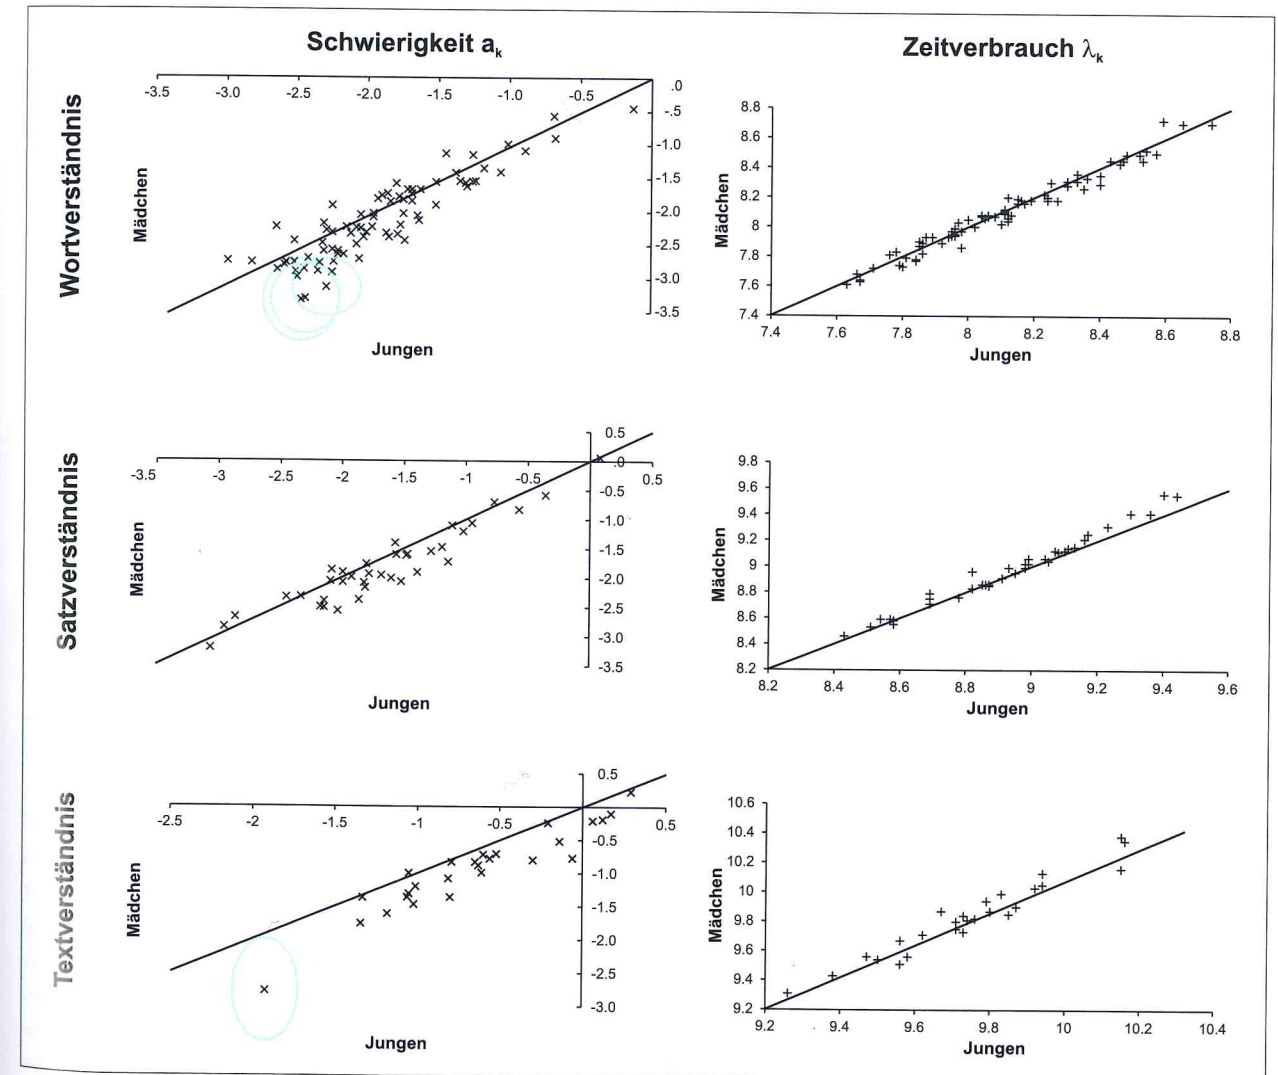 Schwierigkeit aₖ
Zeitverbrauch λₖ
Wortverständnis
-3.5 -3.0 -2.5 -2.0 -1.5 -1.0 -0.5
.0
-.5
-1.0
-1.5
-2.0
-2.5
-3.0
-3.5
Mädchen
Jungen
8.8
8.6
8.4
8.2
8
7.8
7.6
7.4
7.4 7.6 7.8 8 8.2 8.4 8.6 8.8
Mädchen
Jungen
Satzverständnis
0.5
.0
-0.5
-1.0
-1.5
-2.0
-2.5
-3.0
-3.5
-3.5 -3 -2.5 -2 -1.5 -1 -0.5 0.5
Mädchen
Jungen
9.8
9.6
9.4
9.2
9
8.8
8.6
8.4
8.2
8.2 8.4 8.6 8.8 9 9.2 9.4 9.6
Mädchen
Jungen
Textverständnis
0.5
-2.5 -2 -1.5 -1 -0.5 0.5
-1.0
-1.5
-2.0
-2.5
-3.0
Mädchen
Jungen
10.6
10.4
10.2
10
9.8
9.6
9.4
9.2
9.2 9.4 9.6 9.8 10 10.2 10.4
Mädchen
Jungen